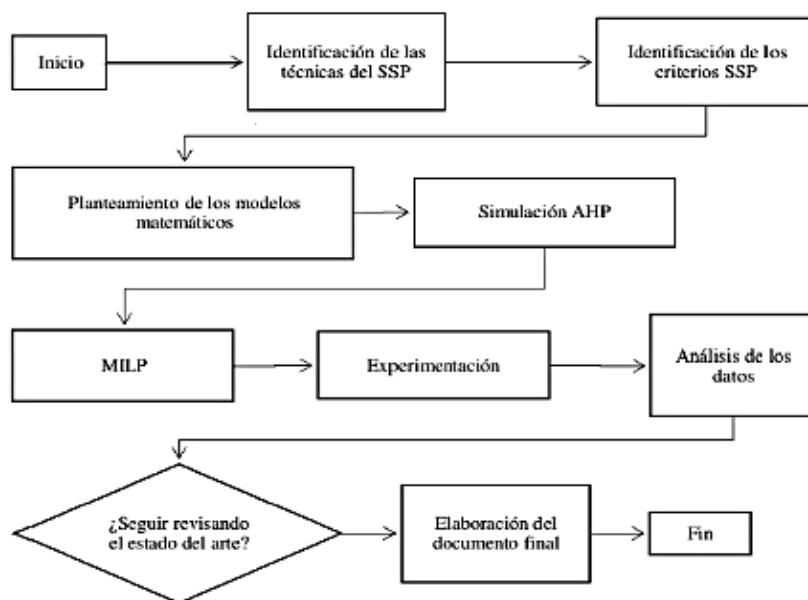 Inicio
Identificación de las
técnicas del SSP
Identificación de los
criterios SSP
Planteamiento de los modelos
matemáticos
Simulación AHP
MILP
Experimentación
Análisis de los
datos
¿Seguir revisando
el estado del arte?
Elaboración del
documento final
Fin